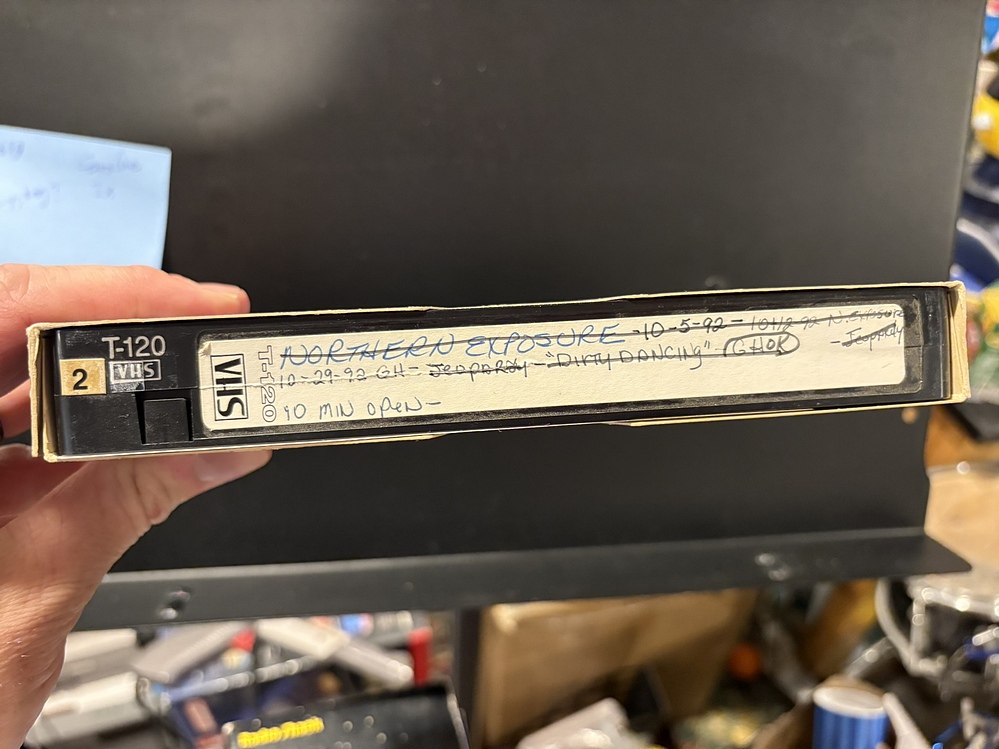 T-120
VHS
2
VHS
T-120
NORTHERN EXPOSURE -10-5-92- 10-12-92 N. EXPOSURE
10-29-92 GH- JEOPARDY - "DIRTY DANCING" GHOK - Jeopardy
90 MIN OPEN-